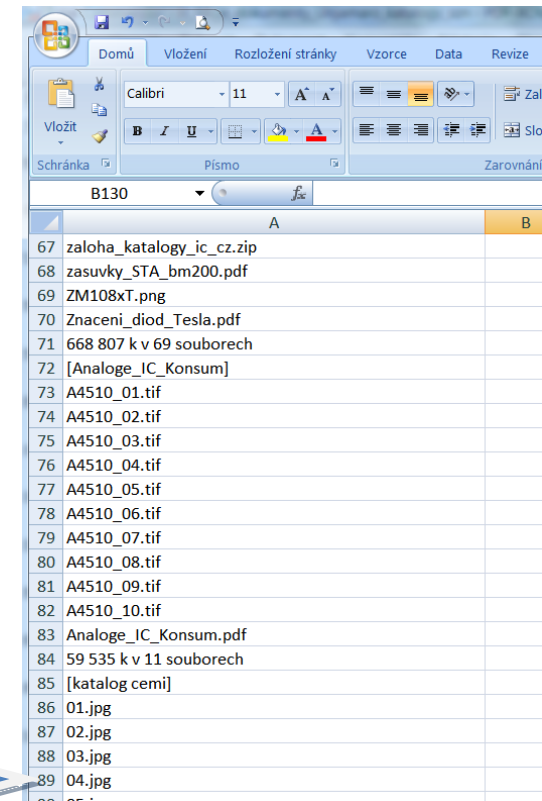 Domů Vložení Rozložení stránky Vzorce Data Revize
Vložit
Calibri 11 A A
B I U A
Schránka Písmo Zarovnání
B130 fx
A B
67 zaloha_katalogy_ic_cz.zip
68 zasuvky_STA_bm200.pdf
69 ZM108xT.png
70 Znaceni_diod_Tesla.pdf
71 668 807 k v 69 souborech
72 [Analoge_IC_Konsum]
73 A4510_01.tif
74 A4510_02.tif
75 A4510_03.tif
76 A4510_04.tif
77 A4510_05.tif
78 A4510_06.tif
79 A4510_07.tif
80 A4510_08.tif
81 A4510_09.tif
82 A4510_10.tif
83 Analoge_IC_Konsum.pdf
84 59 535 k v 11 souborech
85 [katalog cemi]
86 01.jpg
87 02.jpg
88 03.jpg
89 04.jpg